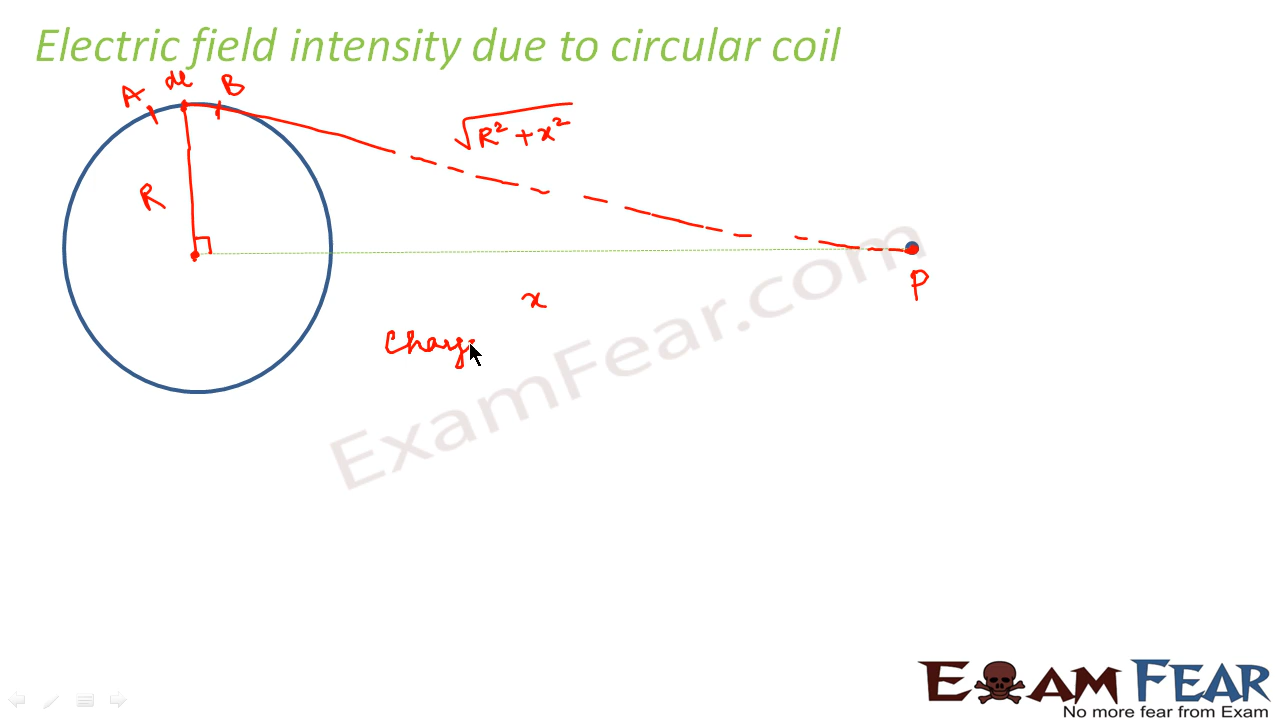 Electric field intensity due to circular coil
A dl B
√R² + x²
R
P
x
Charg
ExamFear.com
EXAM FEAR
No more fear from Exam